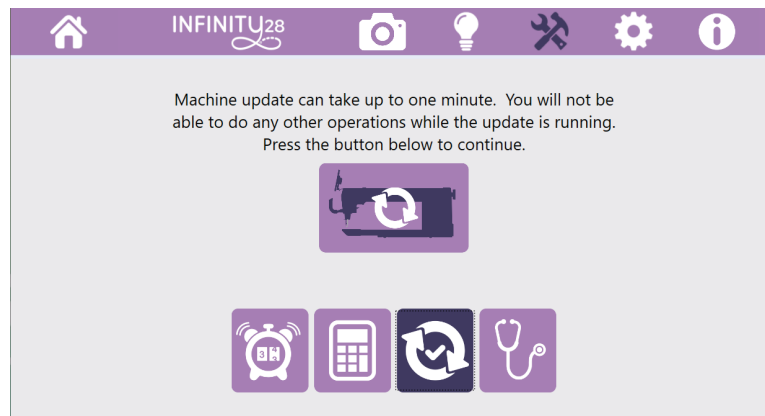 INFINITY28
Machine update can take up to one minute.  You will not be
able to do any other operations while the update is running.
Press the button below to continue.